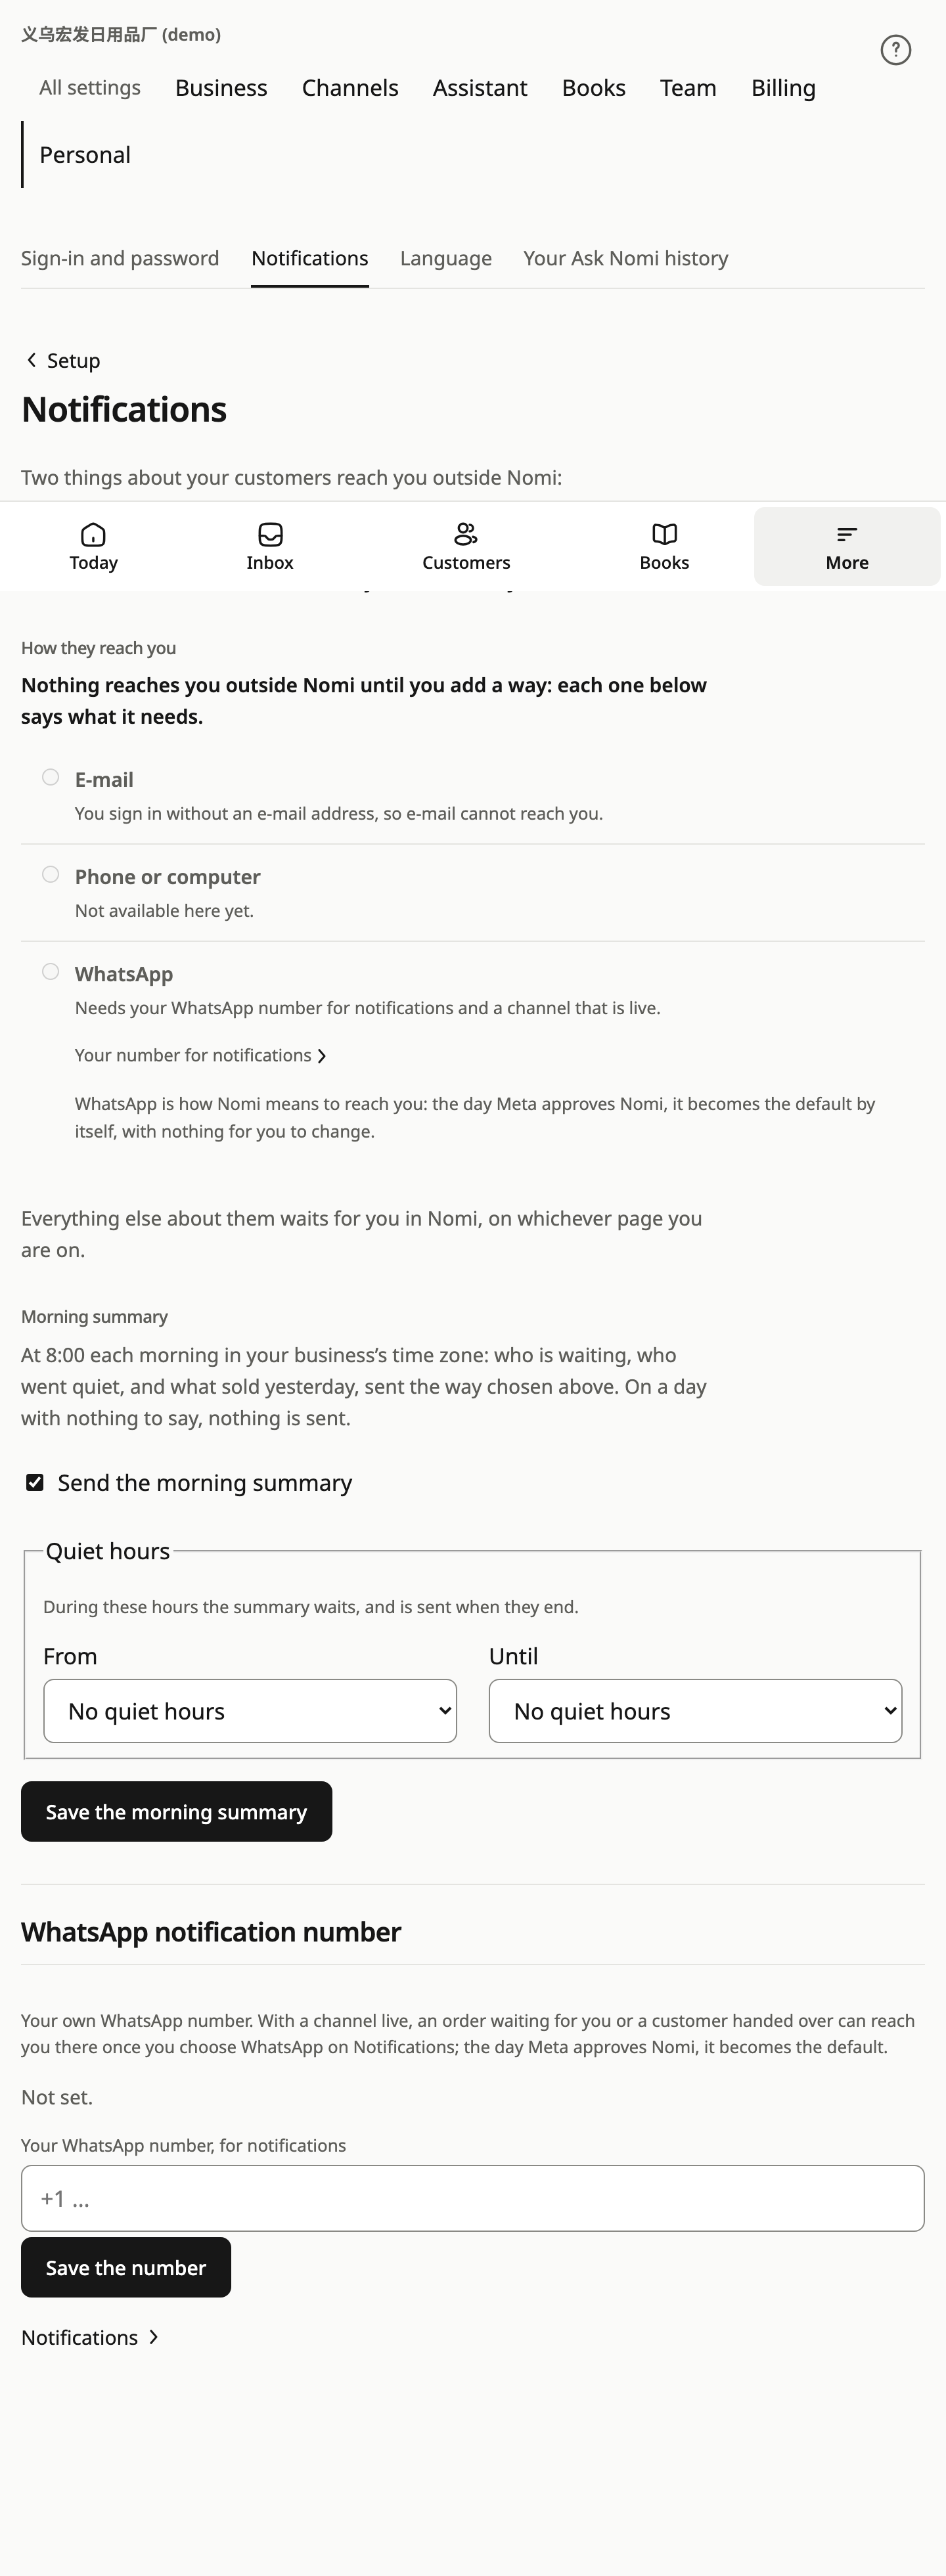 义乌宏发日用品厂 (demo)
All settings Business Channels Assistant Books Team Billing
Personal
Sign-in and password Notifications Language Your Ask Nomi history
Setup
Notifications
Two things about your customers reach you outside Nomi:
Today Inbox Customers Books More
How they reach you
Nothing reaches you outside Nomi until you add a way: each one below
says what it needs.
E-mail
You sign in without an e-mail address, so e-mail cannot reach you.
Phone or computer
Not available here yet.
WhatsApp
Needs your WhatsApp number for notifications and a channel that is live.
Your number for notifications
WhatsApp is how Nomi means to reach you: the day Meta approves Nomi, it becomes the default by
itself, with nothing for you to change.
Everything else about them waits for you in Nomi, on whichever page you
are on.
Morning summary
At 8:00 each morning in your business’s time zone: who is waiting, who
went quiet, and what sold yesterday, sent the way chosen above. On a day
with nothing to say, nothing is sent.
Send the morning summary
Quiet hours
During these hours the summary waits, and is sent when they end.
From Until
No quiet hours No quiet hours
Save the morning summary
WhatsApp notification number
Your own WhatsApp number. With a channel live, an order waiting for you or a customer handed over can reach
you there once you choose WhatsApp on Notifications; the day Meta approves Nomi, it becomes the default.
Not set.
Your WhatsApp number, for notifications
+1 ...
Save the number
Notifications